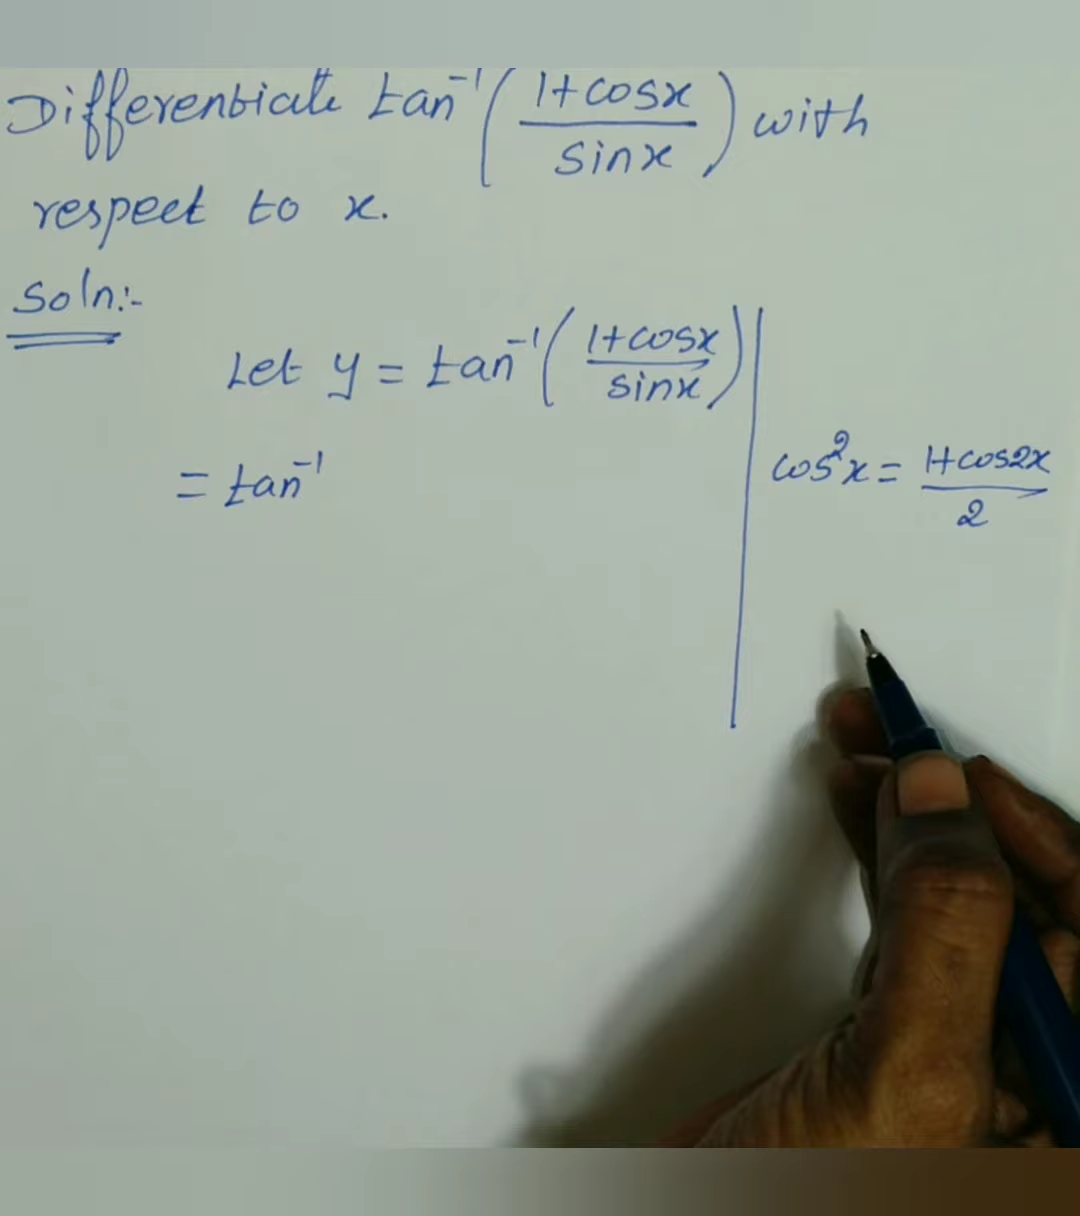 Differentiate tan⁻¹(1+cosx/sinx) with
respect to x.
Soln:-
Let y = tan⁻¹(1+cosx/sinx)
= tan⁻¹
cos²x = 1+cos2x/2